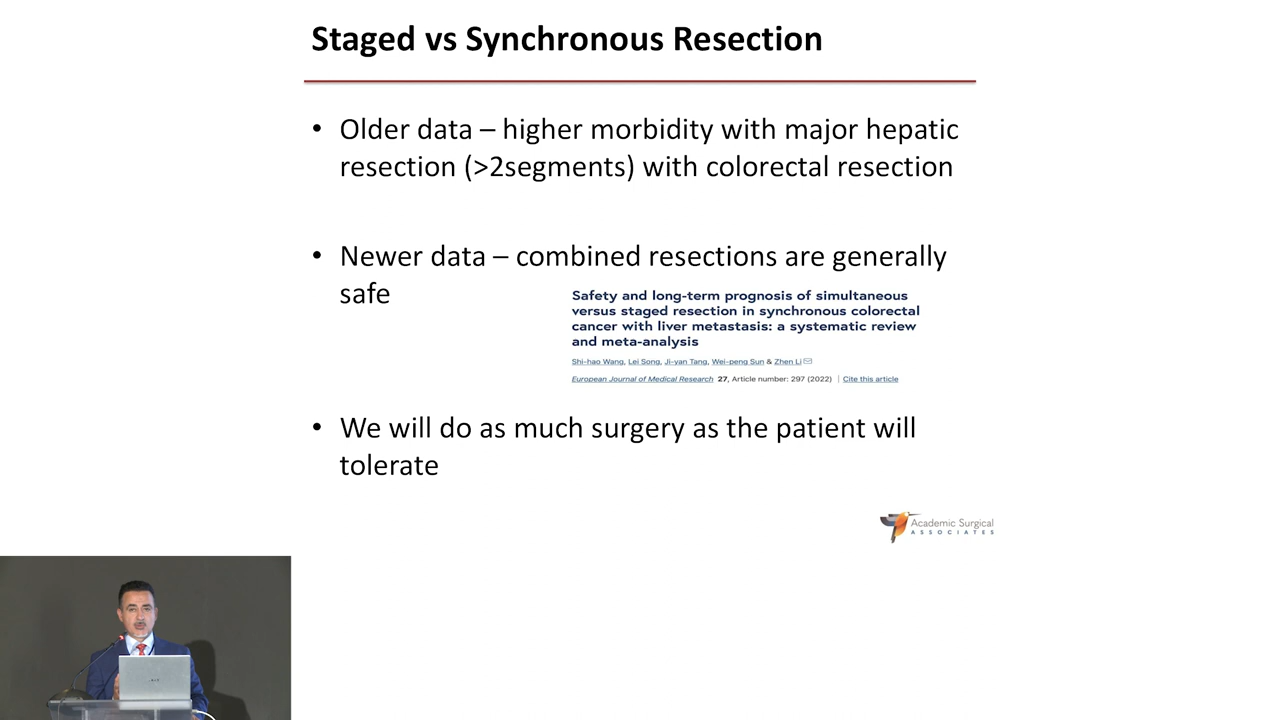 Staged vs Synchronous Resection
• Older data – higher morbidity with major hepatic
resection (>2segments) with colorectal resection
• Newer data – combined resections are generally
safe
Safety and long-term prognosis of simultaneous
versus staged resection in synchronous colorectal
cancer with liver metastasis: a systematic review
and meta-analysis
Shi-hao Wang, Lei Song, Ji-yan Tang, Wei-peng Sun & Zhen Li
European Journal of Medical Research 27, Article number: 297 (2022) | Cite this article
• We will do as much surgery as the patient will
tolerate
Academic Surgical
ASSOCIATES